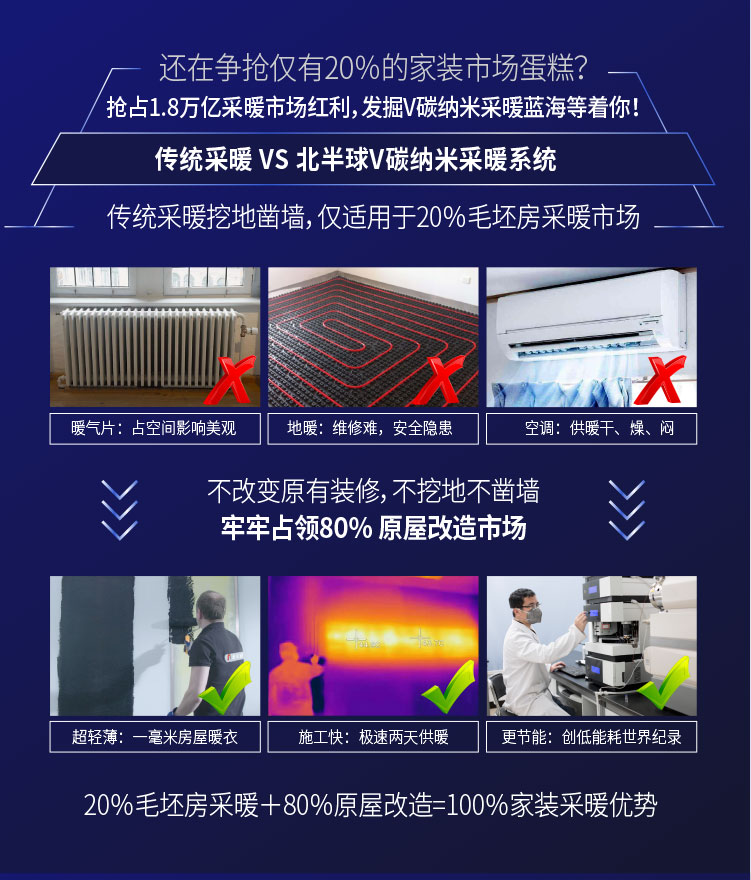 还在争抢仅有20%的家装市场蛋糕？
抢占1.8万亿采暖市场红利，发掘V碳纳米采暖蓝海等着你！
传统采暖 VS 北半球V碳纳米采暖系统
传统采暖挖地凿墙，仅适用于20%毛坯房采暖市场
暖气片：占空间影响美观
地暖：维修难，安全隐患
空调：供暖干、燥、闷
不改变原有装修，不挖地不凿墙
牢牢占领80% 原屋改造市场
超轻薄：一毫米房屋暖衣
施工快：极速两天供暖
更节能：创低能耗世界纪录
20%毛坯房采暖＋80%原屋改造=100%家装采暖优势